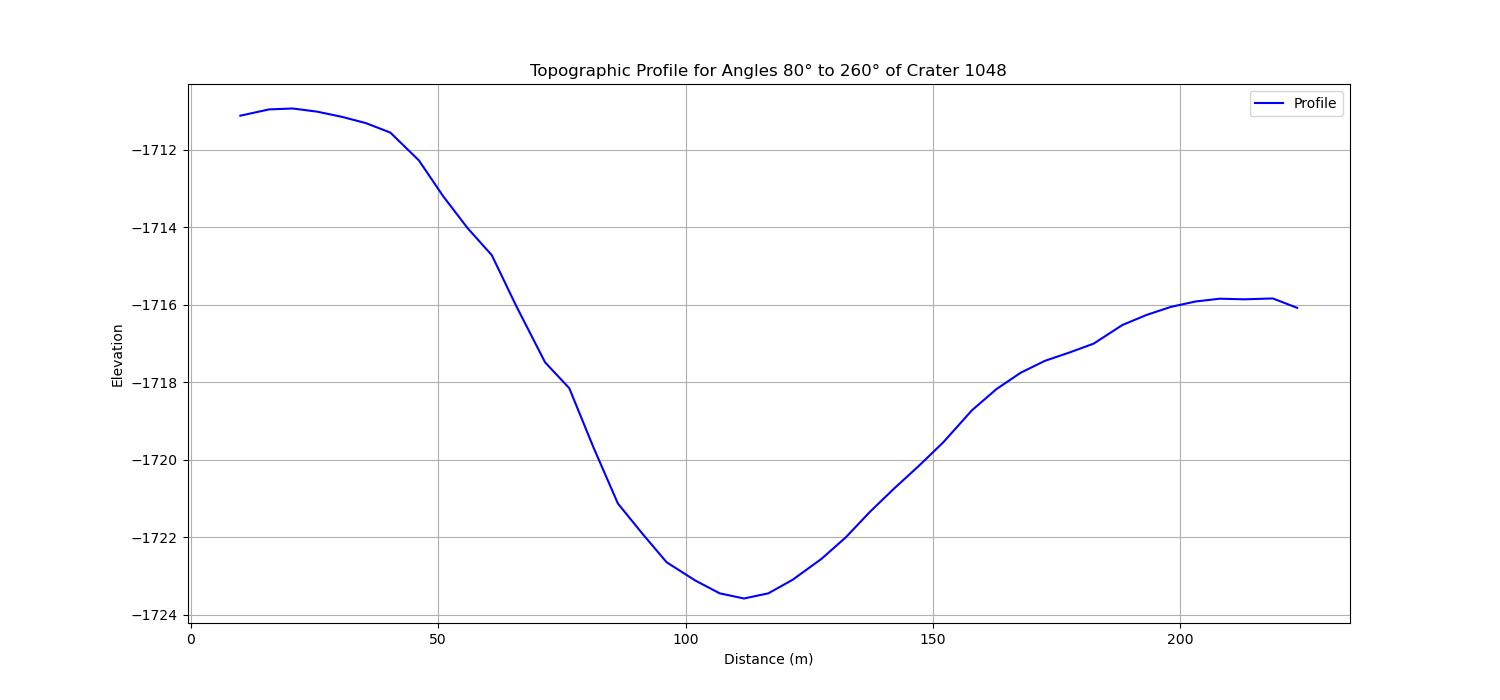 Topographic Profile for Angles 80° to 260° of Crater 1048
Profile
−1712
−1714
−1716
−1718
−1720
−1722
−1724
Elevation
0 50 100 150 200
Distance (m)